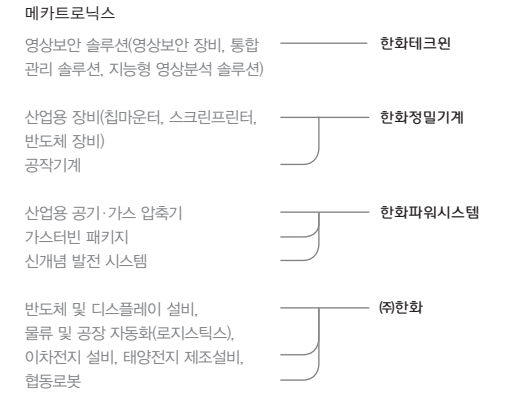 메카트로닉스
영상보안 솔루션(영상보안 장비, 통합 한화테크윈
관리 솔루션, 지능형 영상분석 솔루션)
산업용 장비(칩마운터, 스크린프린터, 한화정밀기계
반도체 장비)
공작기계
산업용 공기·가스 압축기 한화파워시스템
가스터빈 패키지
신개념 발전 시스템
반도체 및 디스플레이 설비, ㈜한화
물류 및 공장 자동화(로지스틱스),
이차전지 설비, 태양전지 제조설비,
협동로봇